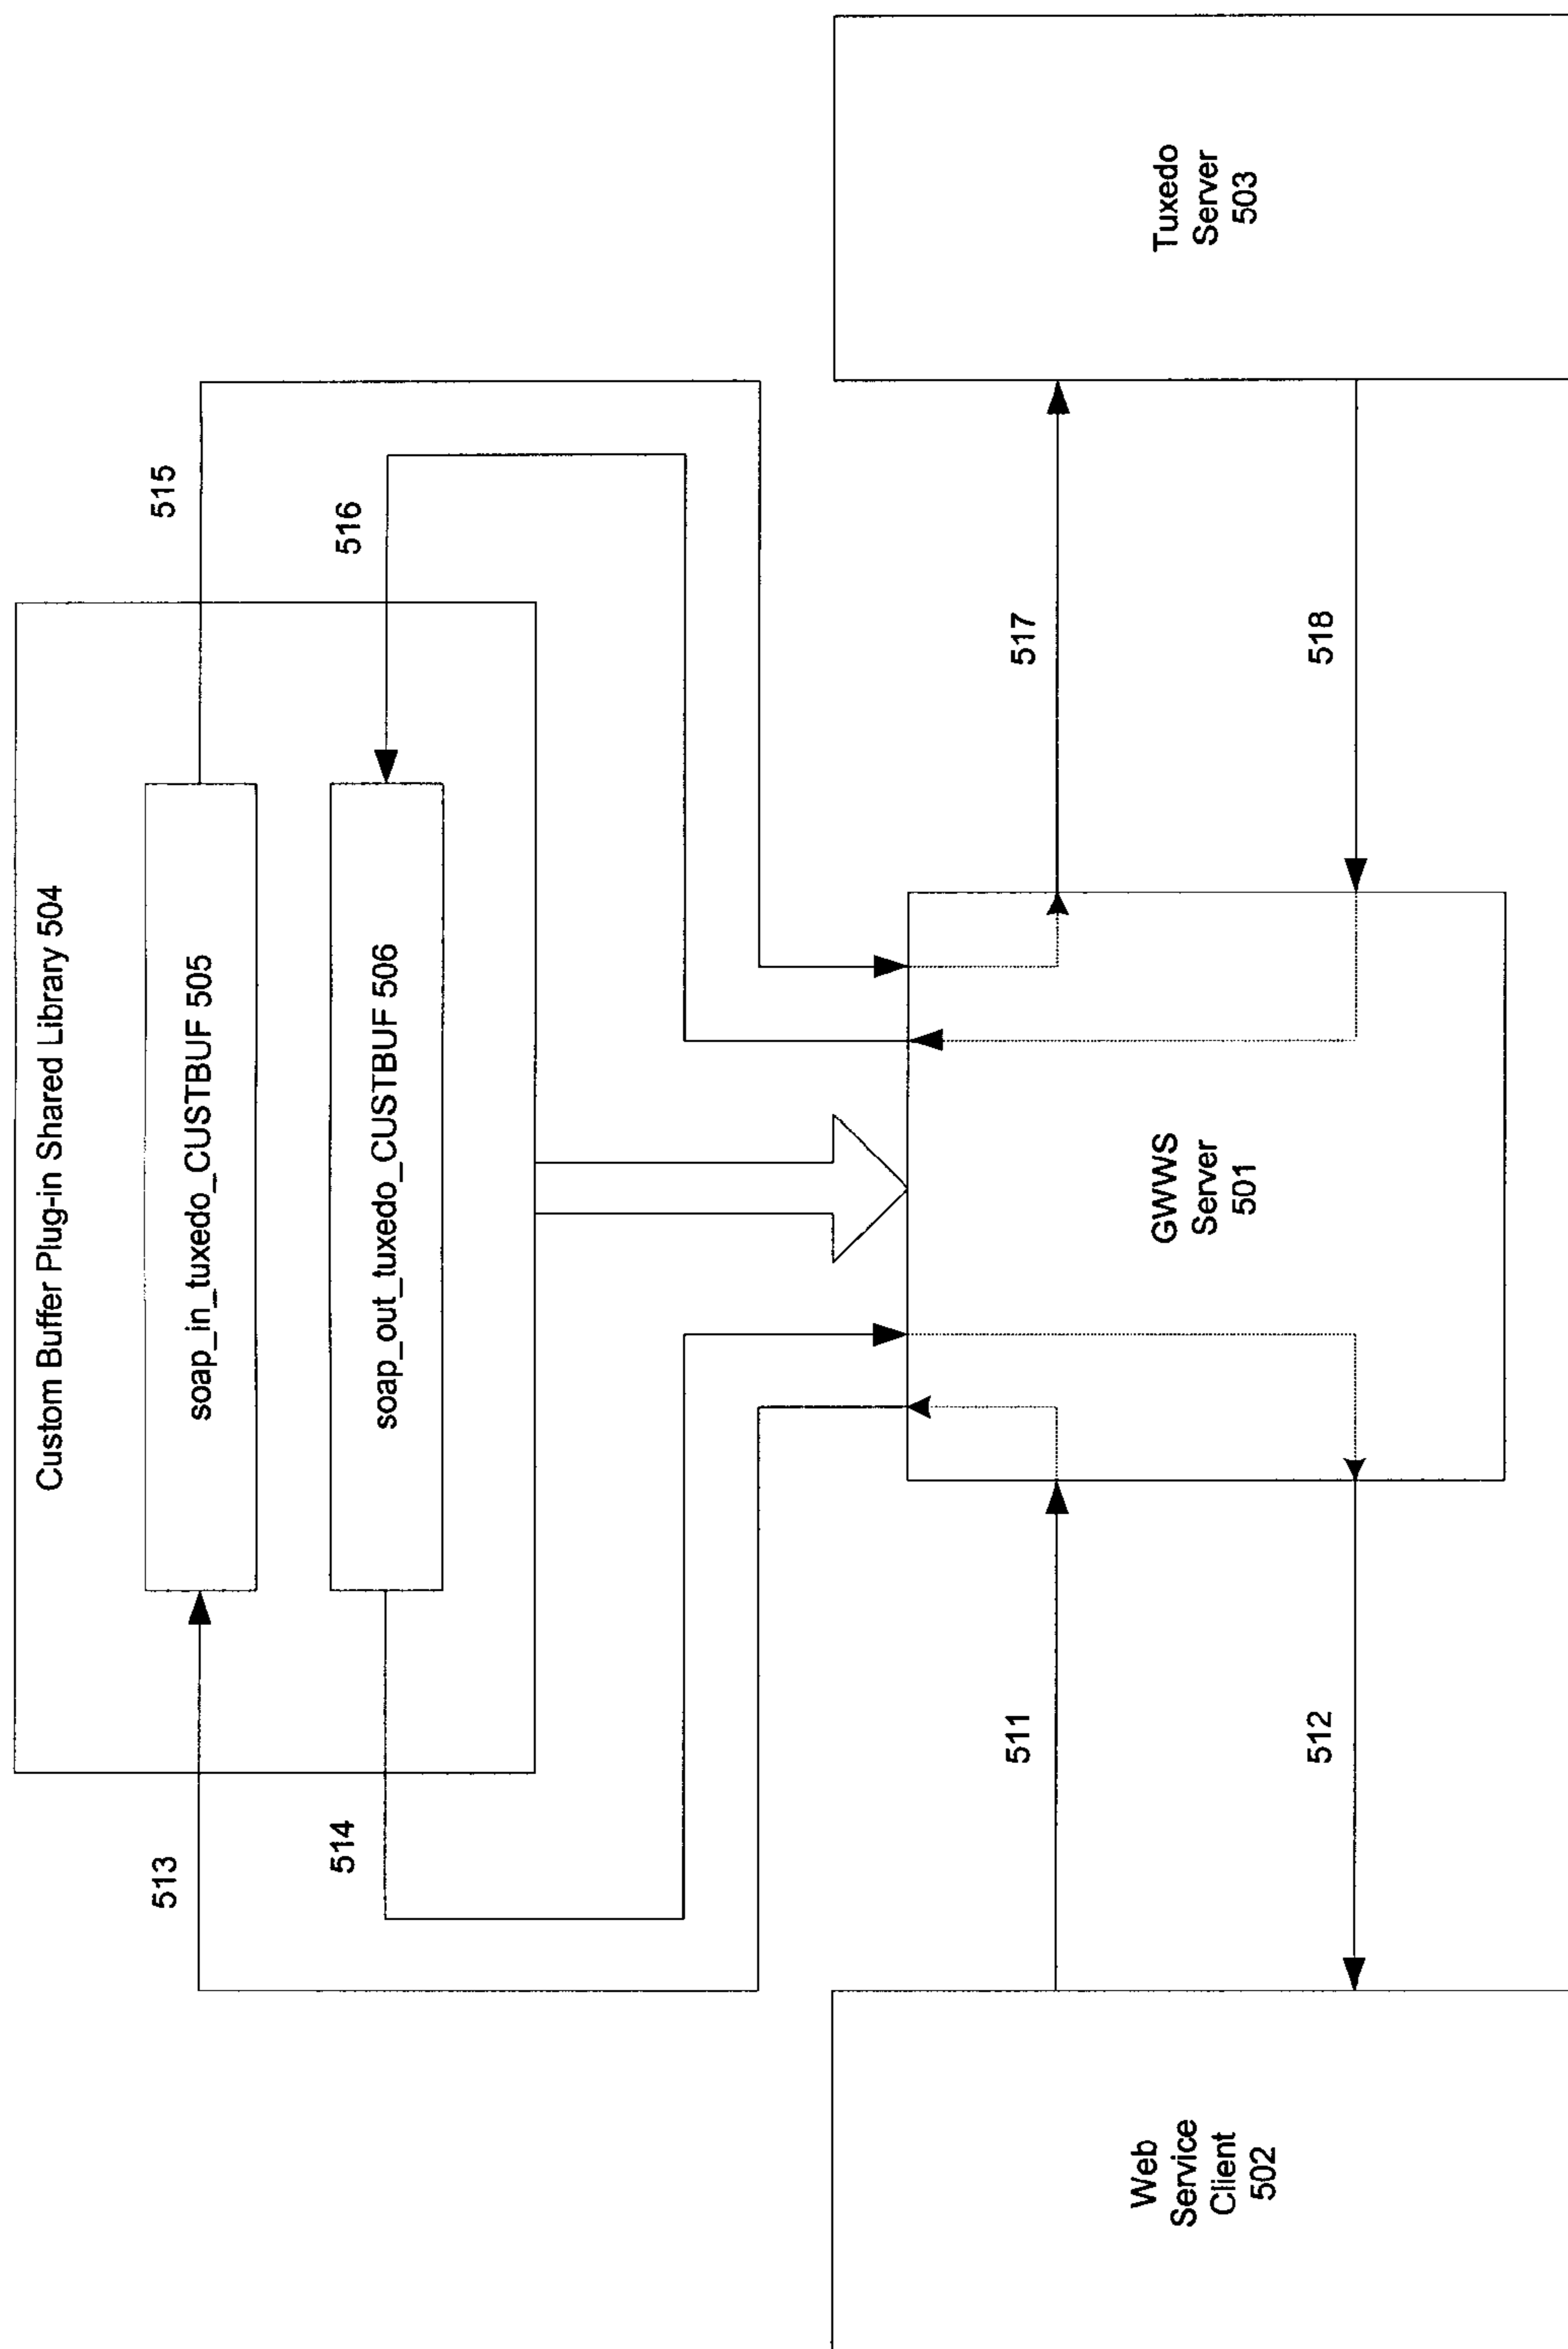 Custom Buffer Plug-in Shared Library 504
513
soap_in_tuxedo_CUSTBUF 505
515
514
soap_out_tuxedo_CUSTBUF 506
516
Web
Service
Client
502
511
512
GWWS
Server
501
517
518
Tuxedo
Server
503